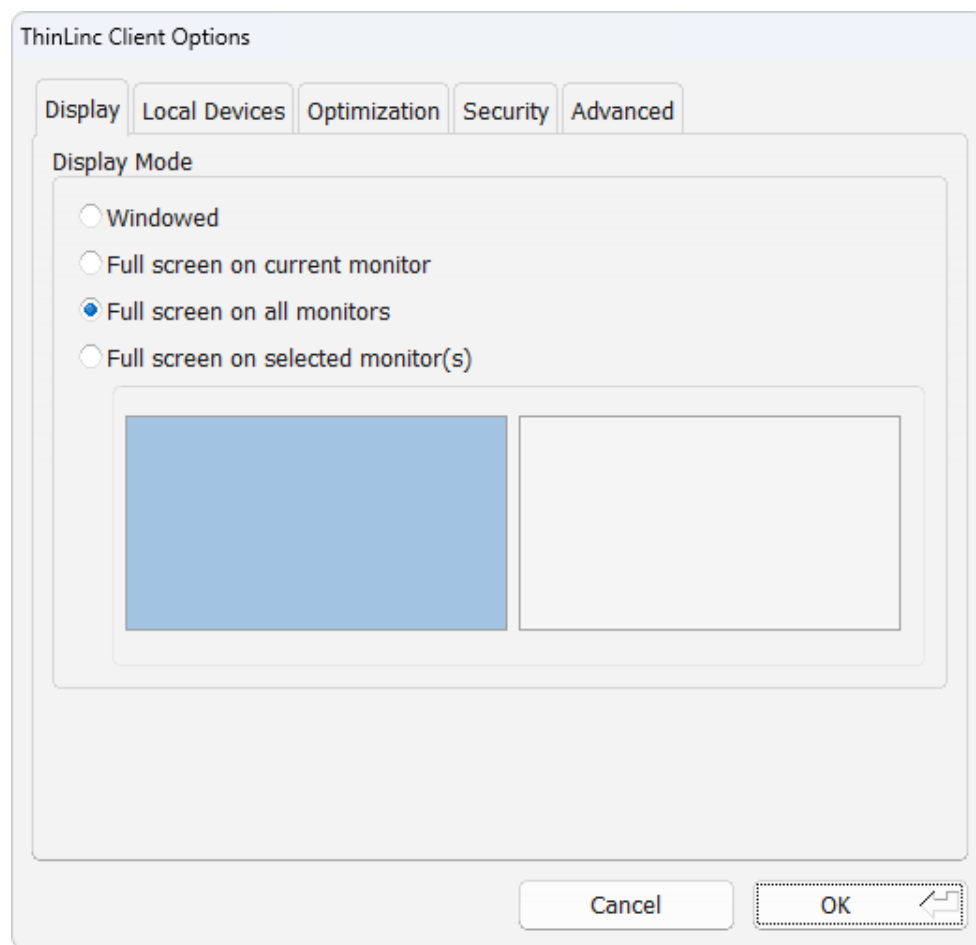 ThinLinc Client Options
Display Local Devices Optimization Security Advanced
Display Mode
Windowed
Full screen on current monitor
Full screen on all monitors
Full screen on selected monitor(s)
Cancel OK